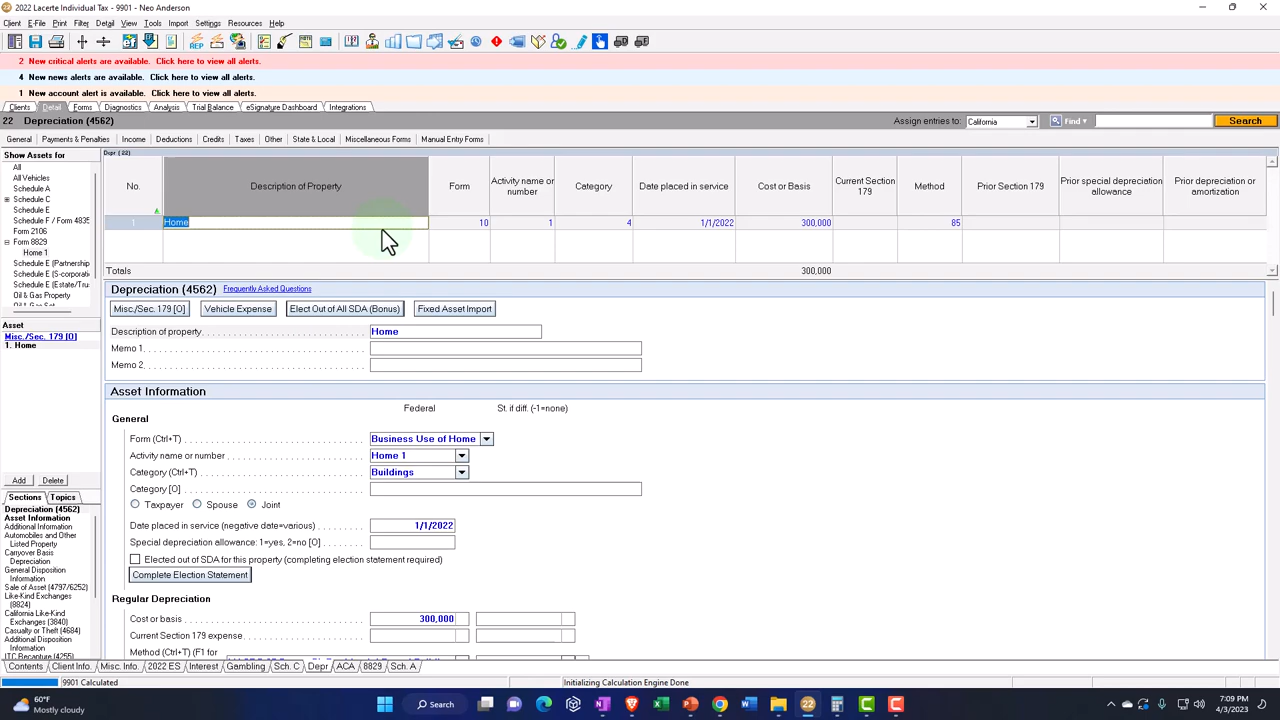 2022 Lacerte Individual Tax - 9901 - Neo Anderson
Client E-File Print Filter Detail View Tools Import Settings Resources Help
2 New critical alerts are available. Click here to view all alerts.
4 New news alerts are available. Click here to view all alerts.
1 New account alert is available. Click here to view all alerts.
Clients Detail Forms Diagnostics Analysis Trial Balance eSignature Dashboard Integrations
22 Depreciation (4562) Assign entries to: California Find Search
General Payments & Penalties Income Deductions Credits Taxes Other State & Local Miscellaneous Forms Manual Entry Forms
Show Assets for
All
All Vehicles
Schedule A
Schedule C
Schedule E
Schedule F / Form 4835
Form 2106
Form 8829
Home 1
Schedule E (Partnership
Schedule E (S-corporatio
Schedule E (Estate/Trus
Oil & Gas Property
Asset
Misc./Sec. 179 [O]
1. Home
Add Delete
Sections Topics
Depreciation (4562)
Asset Information
Additional Information
Automobiles and Other
Listed Property
Carryover Basis
Depreciation
General Disposition
Information
Sale of Asset (4797/6252)
Like-Kind Exchanges
(8824)
California Like-Kind
Exchanges (3840)
Casualty or Theft (4684)
Additional Disposition
Information
ITC Recapture (4255)
Depr (22)
No. Description of Property Form Activity name or number Category Date placed in service Cost or Basis Current Section 179 Method Prior Section 179 Prior special depreciation allowance Prior depreciation or amortization
1 Home 10 1 4 1/1/2022 300,000 85
Totals 300,000
Depreciation (4562) Frequently Asked Questions
Misc./Sec. 179 [O] Vehicle Expense Elect Out of All SDA (Bonus) Fixed Asset Import
Description of property Home
Memo 1
Memo 2
Asset Information
Federal St. if diff. (-1=none)
General
Form (Ctrl+T) Business Use of Home
Activity name or number Home 1
Category (Ctrl+T) Buildings
Category [O]
Taxpayer Spouse Joint
Date placed in service (negative date=various) 1/1/2022
Special depreciation allowance: 1=yes, 2=no [O]
Elected out of SDA for this property (completing election statement required)
Complete Election Statement
Regular Depreciation
Cost or basis 300,000
Current Section 179 expense
Method (Ctrl+T) (F1 for
Contents Client Info. Misc. Info. 2022 ES Interest Gambling Sch. C Depr ACA 8829 Sch. A
9901 Calculated Initializing Calculation Engine Done
60°F
Mostly cloudy
Search
7:09 PM
4/3/2023